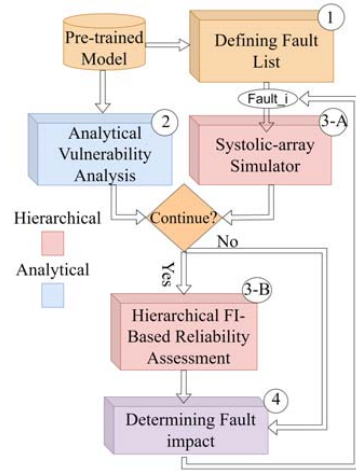 1
Pre-trained
Model
Defining Fault
List
Fault_i
2
3-A
Analytical
Vulnerability
Analysis
Systolic-array
Simulator
Hierarchical
Continue?
No
Analytical
Yes
3-B
Hierarchical FI-
Based Reliability
Assessment
4
Determining Fault
impact